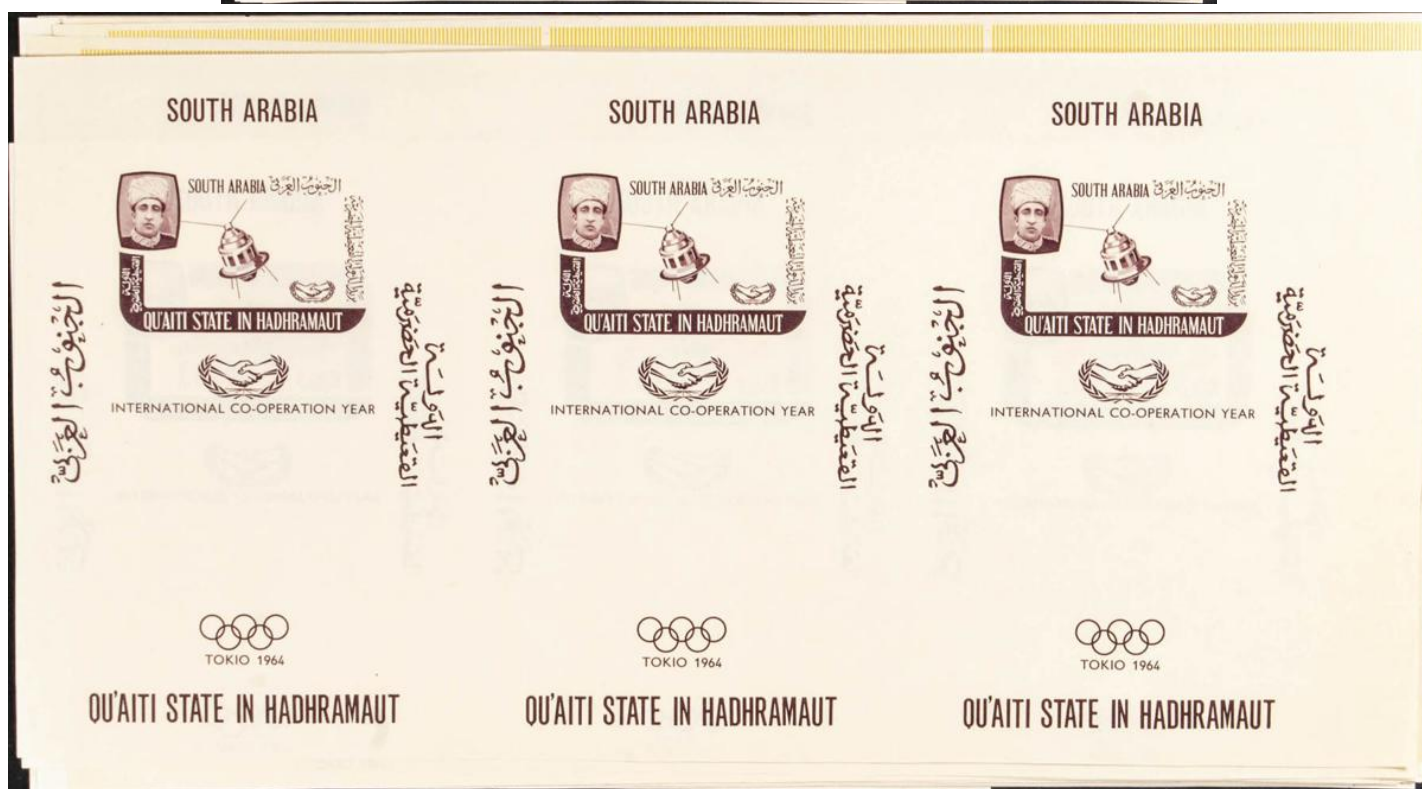 SOUTH ARABIA
SOUTH ARABIA الجنوب العربي
QU'AITI STATE IN HADHRAMAUT
INTERNATIONAL CO-OPERATION YEAR
الجنوب العربي
الدولة
القعيطية الحضرمية
TOKIO 1964
QU'AITI STATE IN HADHRAMAUT
SOUTH ARABIA
SOUTH ARABIA الجنوب العربي
QU'AITI STATE IN HADHRAMAUT
INTERNATIONAL CO-OPERATION YEAR
الجنوب العربي
الدولة
القعيطية الحضرمية
TOKIO 1964
QU'AITI STATE IN HADHRAMAUT
SOUTH ARABIA
SOUTH ARABIA الجنوب العربي
QU'AITI STATE IN HADHRAMAUT
INTERNATIONAL CO-OPERATION YEAR
الجنوب العربي
الدولة
القعيطية الحضرمية
TOKIO 1964
QU'AITI STATE IN HADHRAMAUT